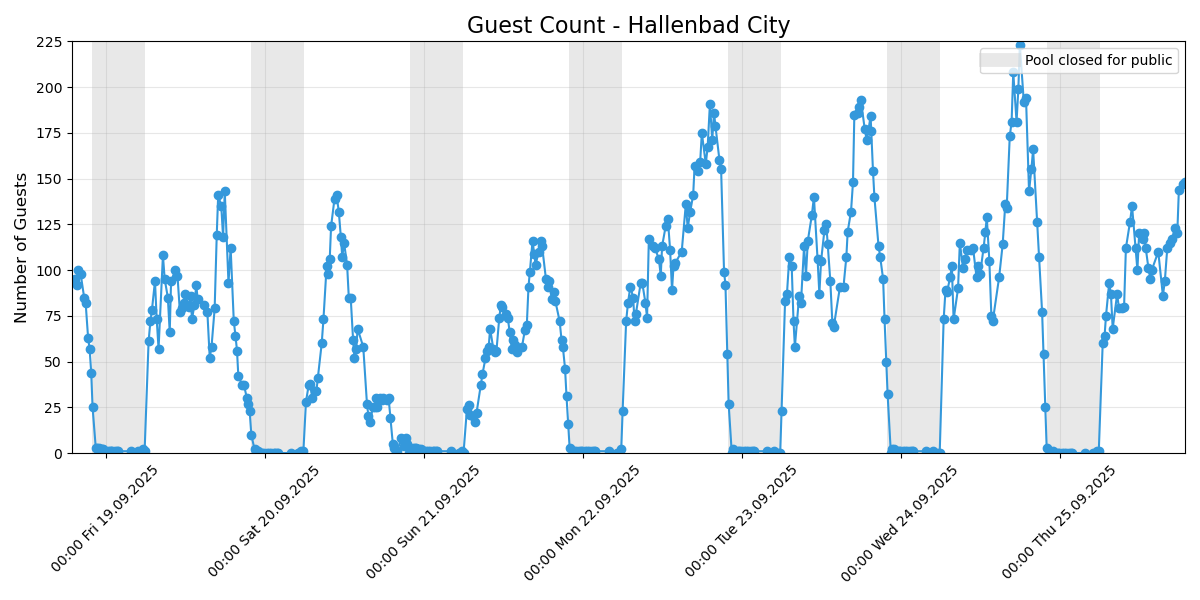 Guest Count - Hallenbad City
Pool closed for public
Number of Guests
225
200
175
150
125
100
75
50
25
0
00:00 Fri 19.09.2025
00:00 Sat 20.09.2025
00:00 Sun 21.09.2025
00:00 Mon 22.09.2025
00:00 Tue 23.09.2025
00:00 Wed 24.09.2025
00:00 Thu 25.09.2025